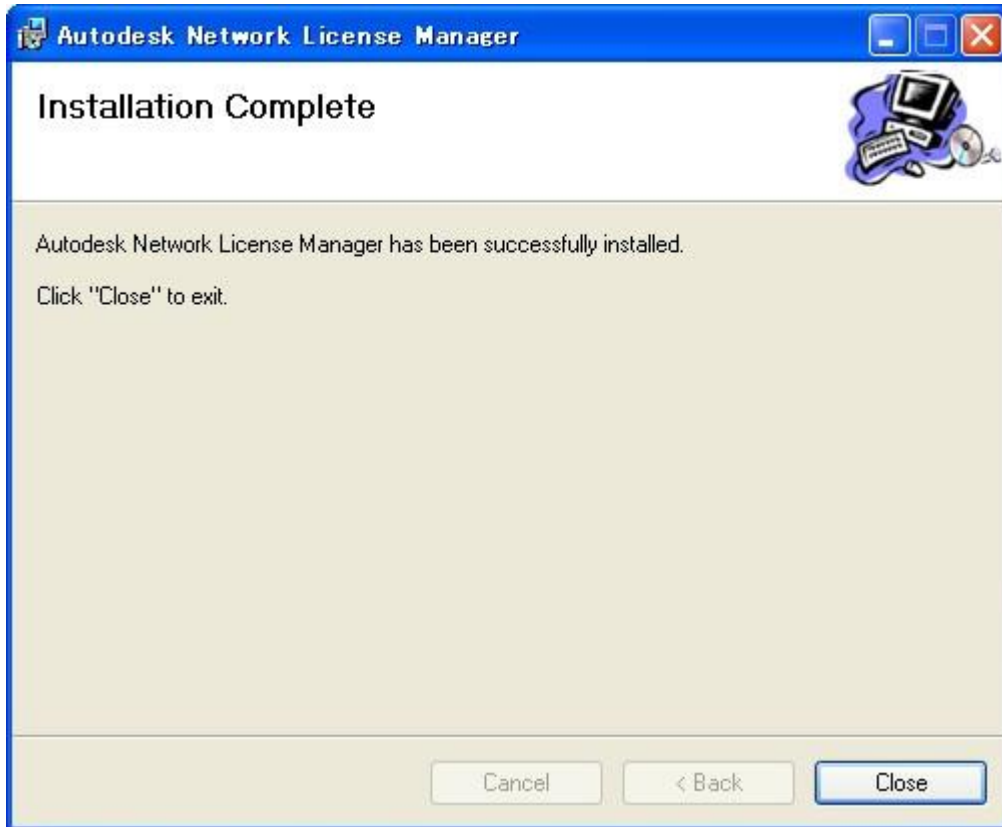 Autodesk Network License Manager
Installation Complete
Autodesk Network License Manager has been successfully installed.
Click "Close" to exit.
Cancel
< Back
Close